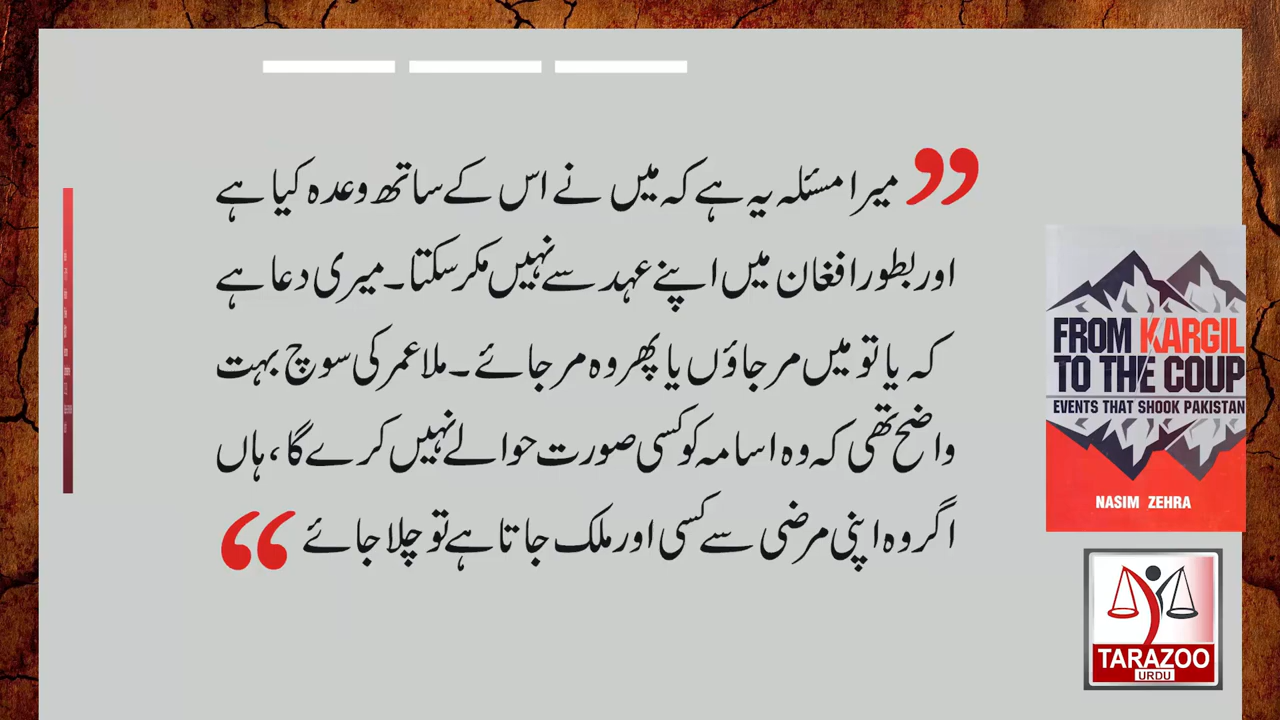 میرا مسئلہ یہ ہے کہ میں نے اس کے ساتھ وعدہ کیا ہے
اور بطور افغان میں اپنے عہد سے نہیں مکر سکتا۔ میری دعا ہے
کہ یا تو میں مر جاؤں یا پھر وہ مر جائے۔ ملا عمر کی سوچ بہت
واضح تھی کہ وہ اسامہ کو کسی صورت حوالے نہیں کرے گا، ہاں
اگر وہ اپنی مرضی سے کسی اور ملک جاتا ہے تو چلا جائے
FROM KARGIL
TO THE COUP
EVENTS THAT SHOOK PAKISTAN
NASIM ZEHRA
TARAZOO
URDU